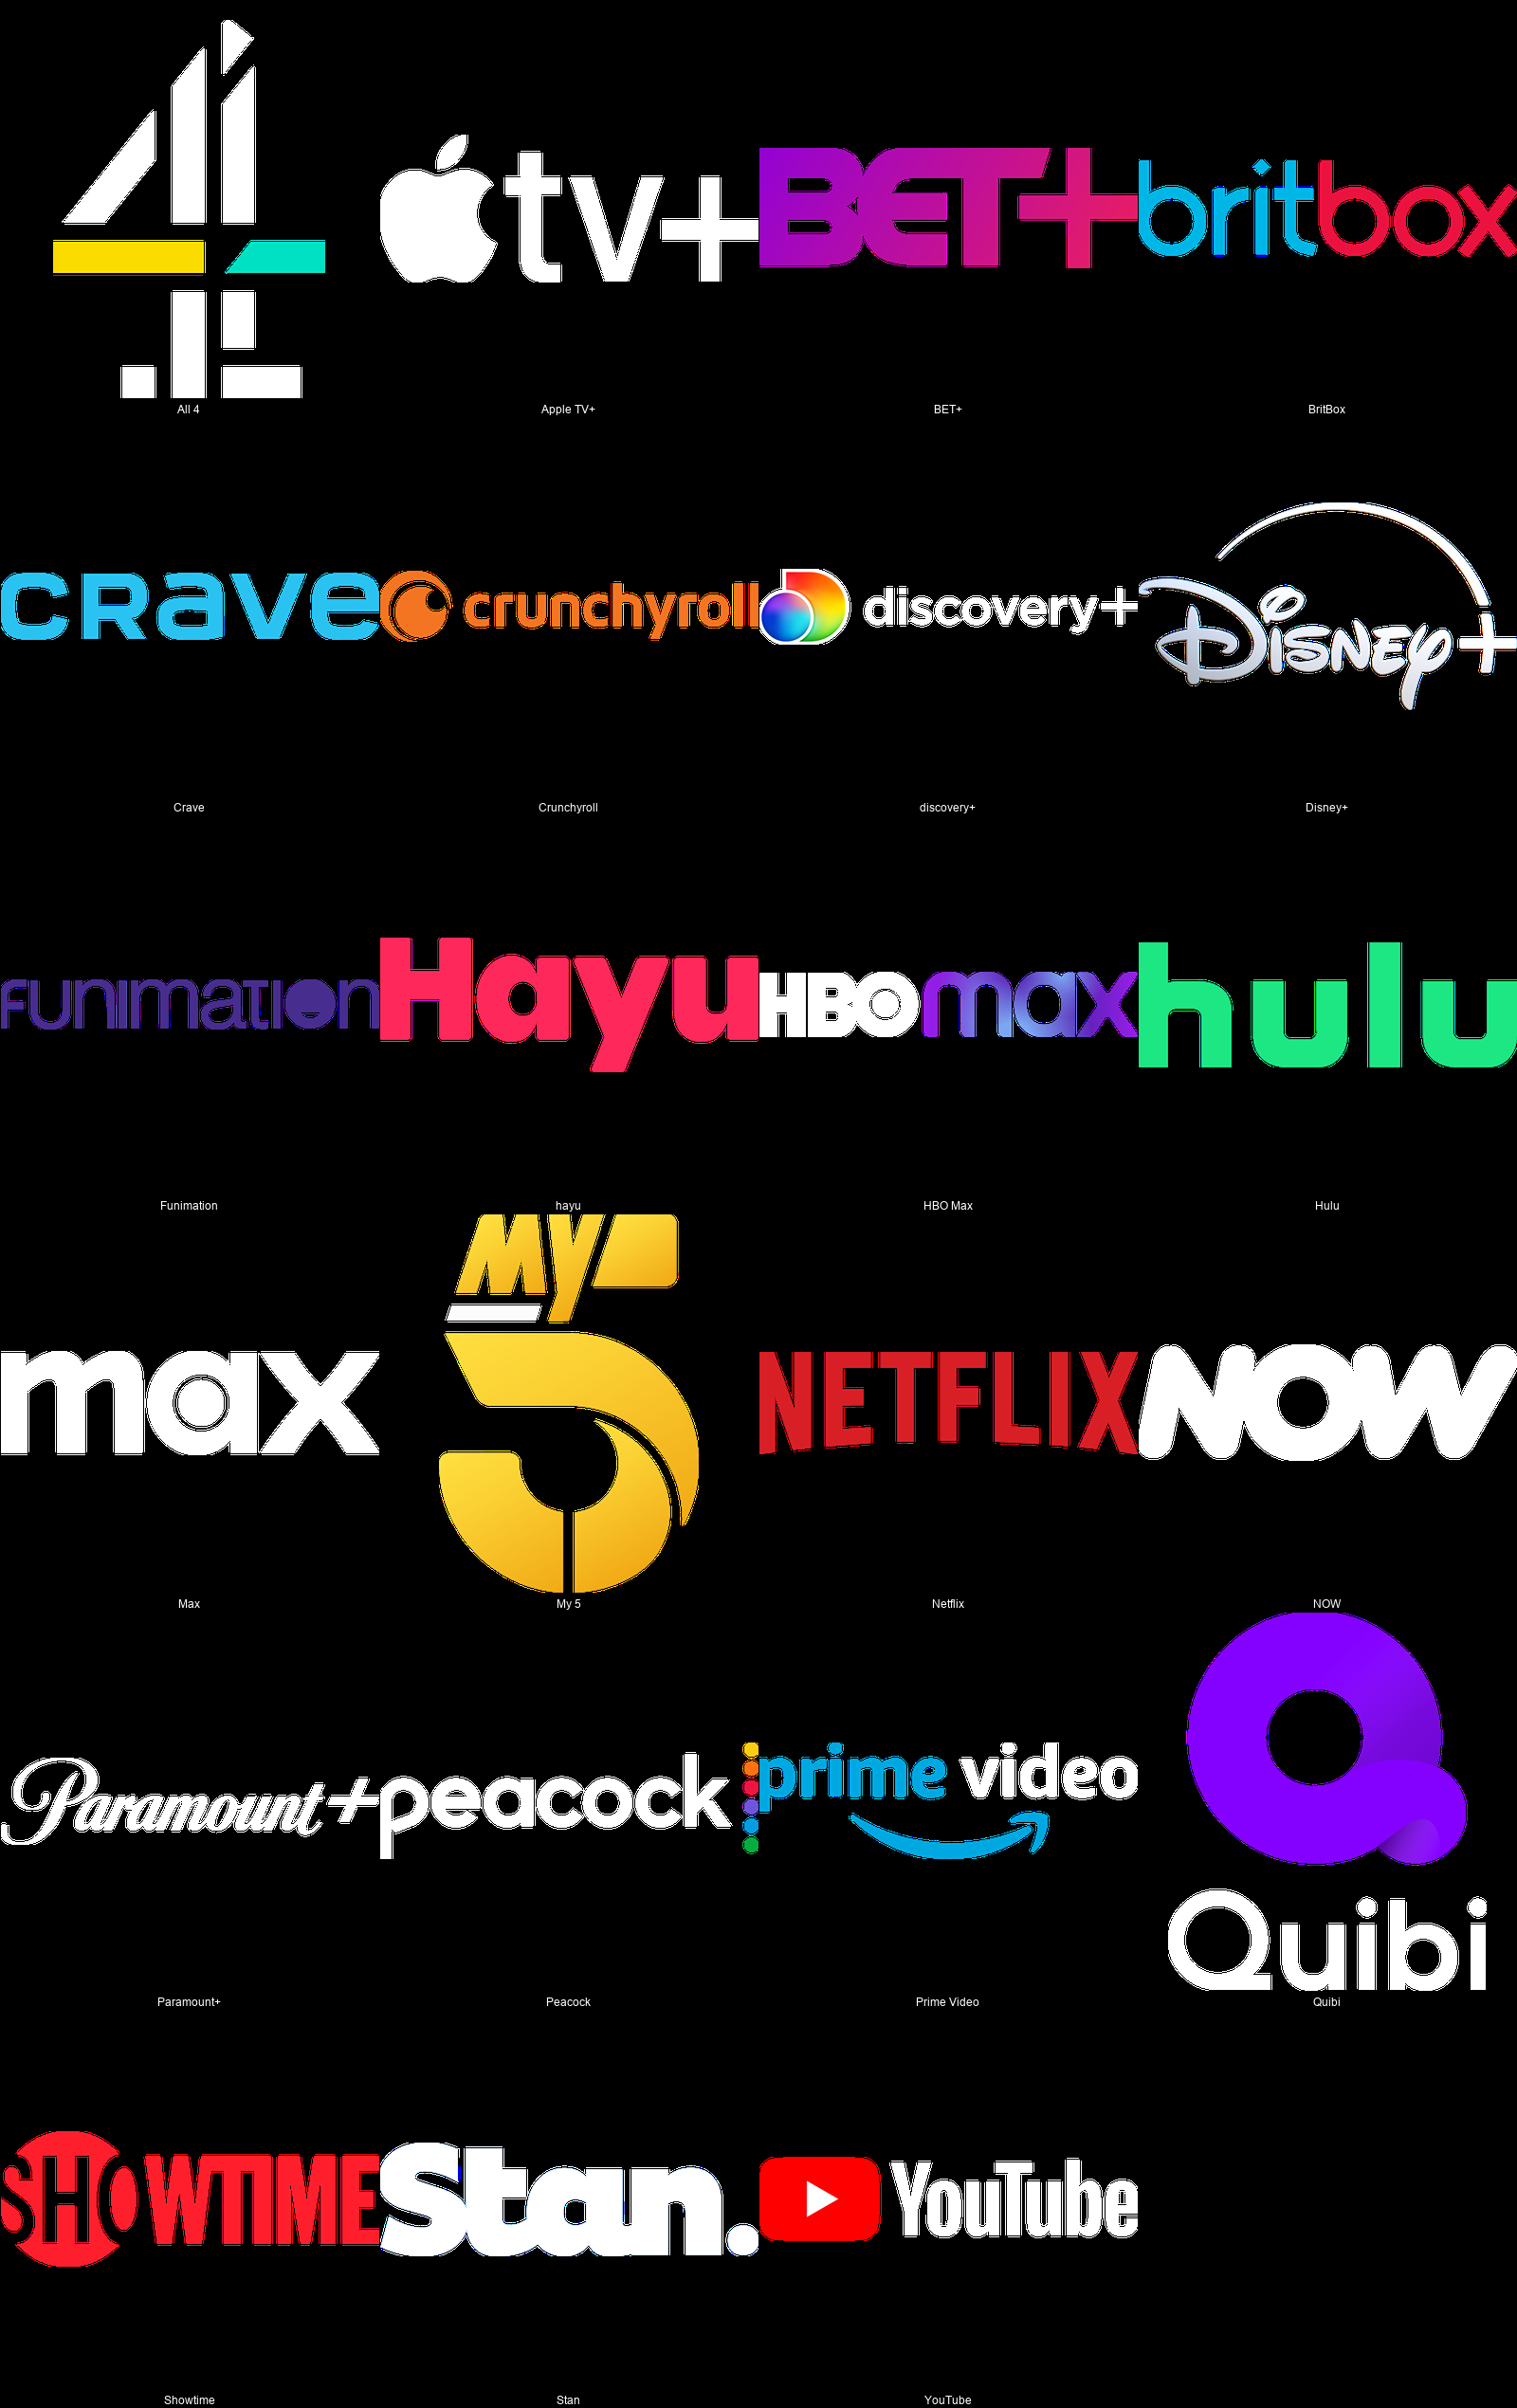 4
tv+ BET+ britbox
All 4 Apple TV+ BET+ BritBox
crave crunchyroll discovery+ Disney+
Crave Crunchyroll discovery+ Disney+
Funimation Hayu HBO max hulu
Funimation hayu HBO Max Hulu
max My 5 NETFLIX NOW
Max My 5 Netflix NOW
Paramount+ peacock prime video Quibi
Paramount+ Peacock Prime Video Quibi
SHOWTIME Stan. YouTube
Showtime Stan YouTube